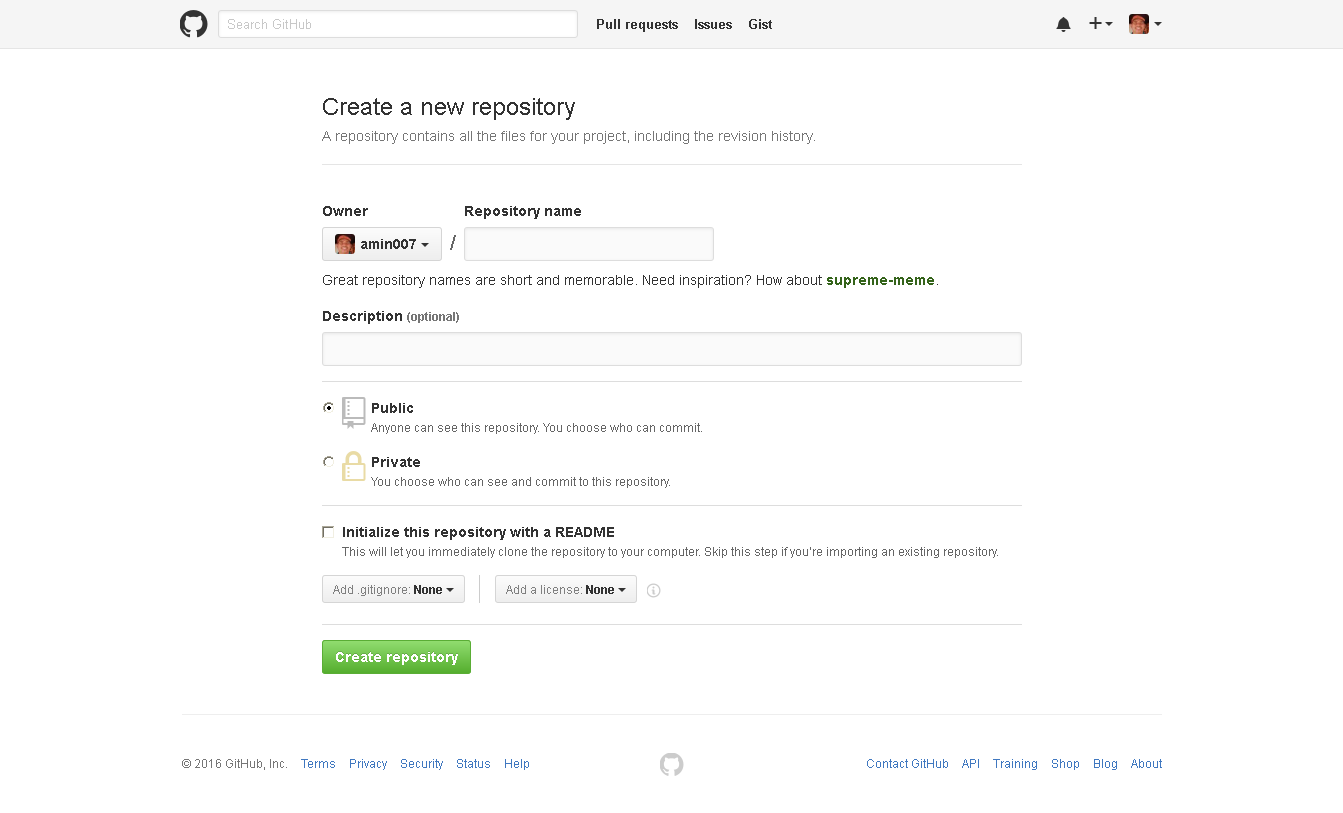 Search GitHub Pull requests Issues Gist
Create a new repository
A repository contains all the files for your project, including the revision history.
Owner Repository name
amin007 /
Great repository names are short and memorable. Need inspiration? How about supreme-meme.
Description (optional)
Public
Anyone can see this repository. You choose who can commit.
Private
You choose who can see and commit to this repository.
Initialize this repository with a README
This will let you immediately clone the repository to your computer. Skip this step if you're importing an existing repository.
Add .gitignore: None Add a license: None
Create repository
© 2016 GitHub, Inc. Terms Privacy Security Status Help Contact GitHub API Training Shop Blog About